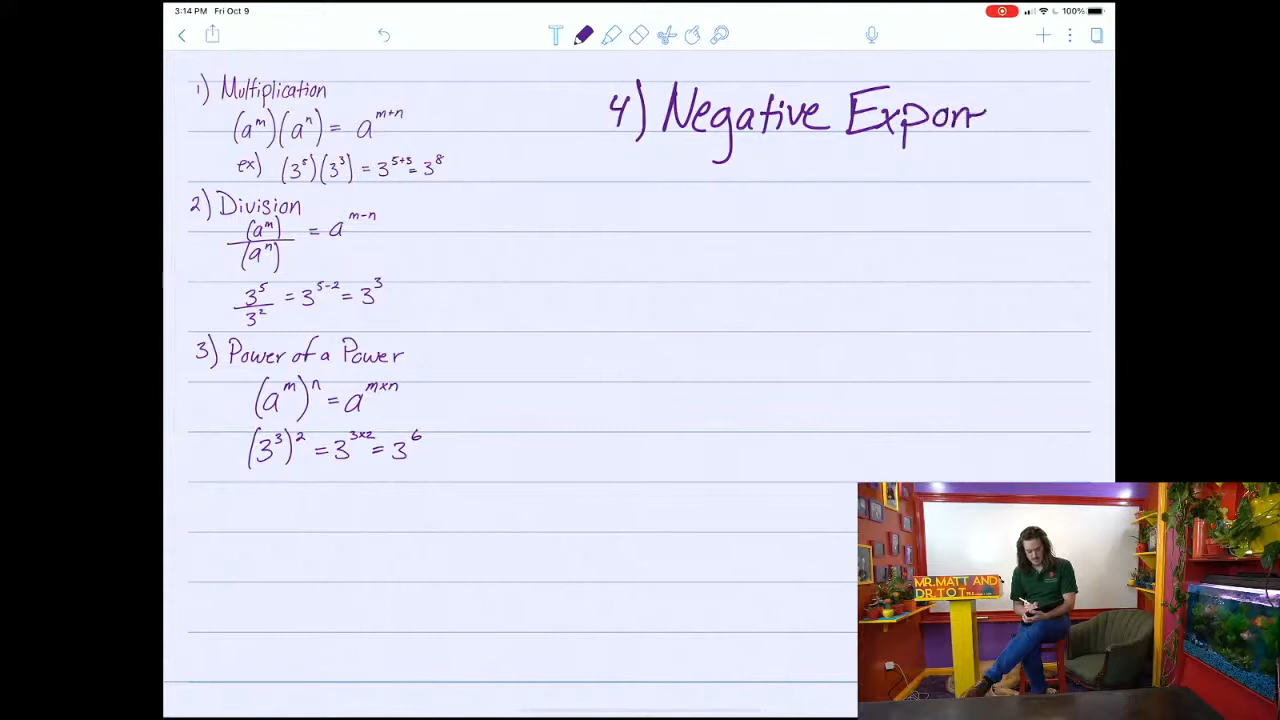 3:14 PM Fri Oct 9
100%
1) Multiplication
(a^m)(a^n) = a^{m+n}
ex) (3^5)(3^3) = 3^{5+3} = 3^8
2) Division
(a^m)/(a^n) = a^{m-n}
3^5/3^2 = 3^{5-2} = 3^3
3) Power of a Power
(a^m)^n = a^{m×n}
(3^3)^2 = 3^{3×2} = 3^6
4) Negative Expon
MR.MATT AND
DR.TOT